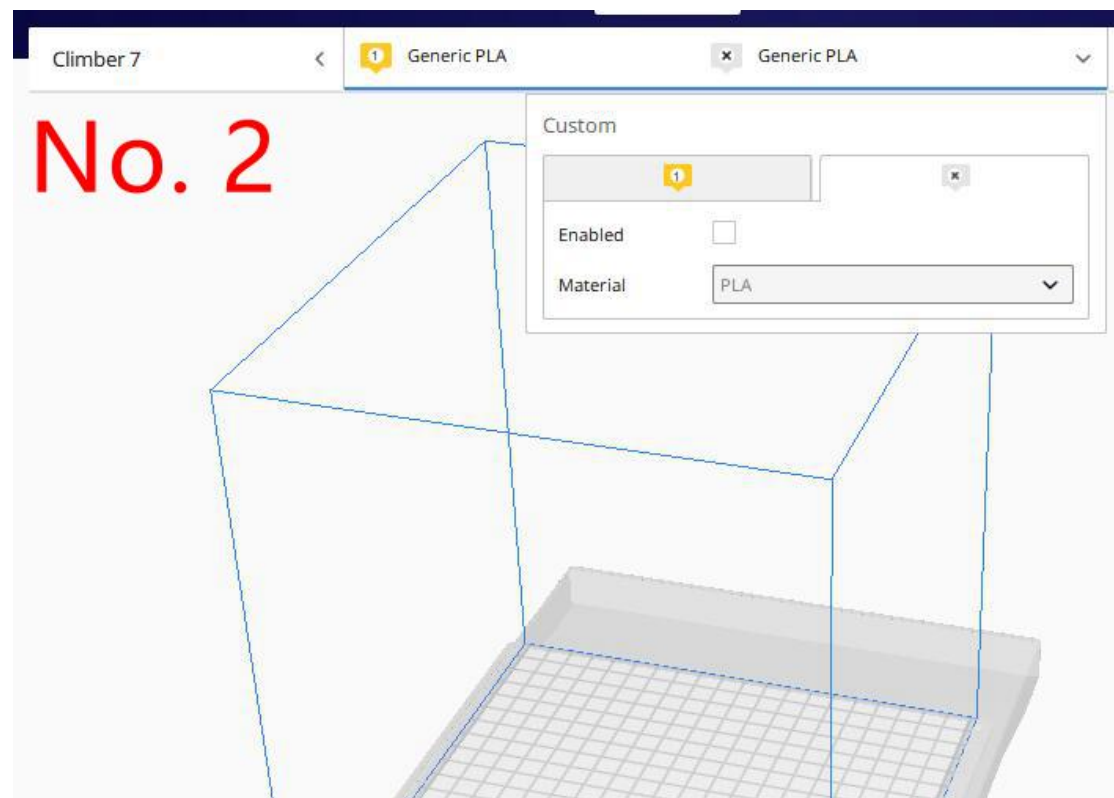 Climber 7
1 Generic PLA
Generic PLA
No. 2
Custom
1
Enabled
Material PLA